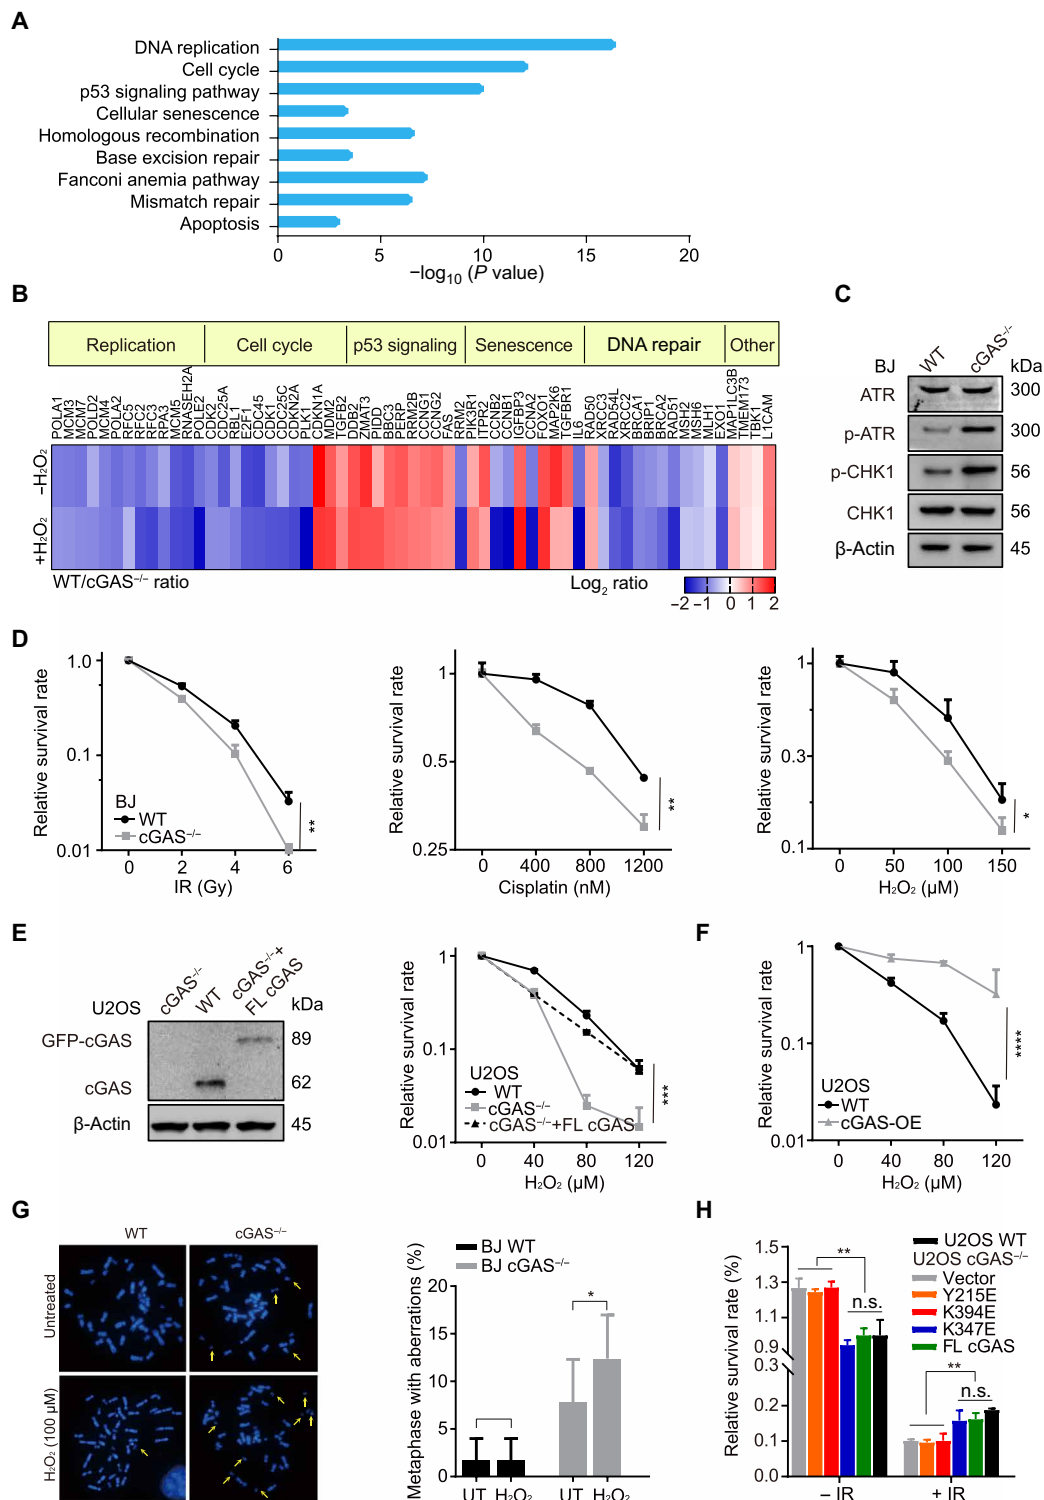 A
DNA replication
Cell cycle
p53 signaling pathway
Cellular senescence
Homologous recombination
Base excision repair
Fanconi anemia pathway
Mismatch repair
Apoptosis
0 5 10 15 20
−log10 (P value)
B
Replication Cell cycle p53 signaling Senescence DNA repair Other
POLA1 MCM3 MCM7 POLD2 MCM4 POLA2 RFC5 RFC2 RFC3 RPA3 MCM5 RNASEH2A POLE2 CDK2 CDC25A RBL1 E2F1 CDC45 CDK1 CDC25C CDKN2A PLK1 CDKN1A MDM2 TGFB2 DDB2 ZMAT3 PIDD BBC3 PERP RRM2B CCNG1 CCNG2 FAS RRM2 PIK3R1 ITPR2 CCNB2 CCNB1 IGFBP3 CCNA2 FOXO1 MAP2K6 TGFBR1 IL6 RAD50 XRCC3 RAD54L XRCC2 BRCA1 BRIP1 BRCA2 RAD51 MSH2 MSH6 MLH1 EXO1 MAP1LC3B TMEM173 TBK1 L1CAM
−H2O2
+H2O2
WT/cGAS−/− ratio
Log2 ratio
−2 −1 0 1 2
C
BJ WT cGAS−/− kDa
ATR 300
p-ATR 300
p-CHK1 56
CHK1 56
β-Actin 45
D
Relative survival rate
1.0
0.1
0.01
BJ
WT
cGAS−/−
**
0 2 4 6
IR (Gy)
Relative survival rate
1
0.5
0.25
**
0 400 800 1200
Cisplatin (nM)
Relative survival rate
1
0.3
0.1
*
0 50 100 150
H2O2 (μM)
E
U2OS cGAS−/− WT cGAS−/−+ FL cGAS kDa
GFP-cGAS 89
cGAS 62
β-Actin 45
Relative survival rate
1
0.1
0.01
U2OS
WT
cGAS−/−
cGAS−/−+FL cGAS
***
0 40 80 120
H2O2 (μM)
F
Relative survival rate
1
0.1
0.01
U2OS
WT
cGAS-OE
****
0 40 80 120
H2O2 (μM)
G
WT cGAS−/−
Untreated
H2O2 (100 μM)
BJ WT
BJ cGAS−/−
Metaphase with aberrations (%)
20
15
10
5
0
*
UT H2O2 UT H2O2
H
U2OS WT
U2OS cGAS−/−
Vector
Y215E
K394E
K347E
FL cGAS
Relative survival rate (%)
1.5
1.3
1.1
0.9
0.3
0.2
0.1
0.0
**
n.s.
**
n.s.
− IR + IR